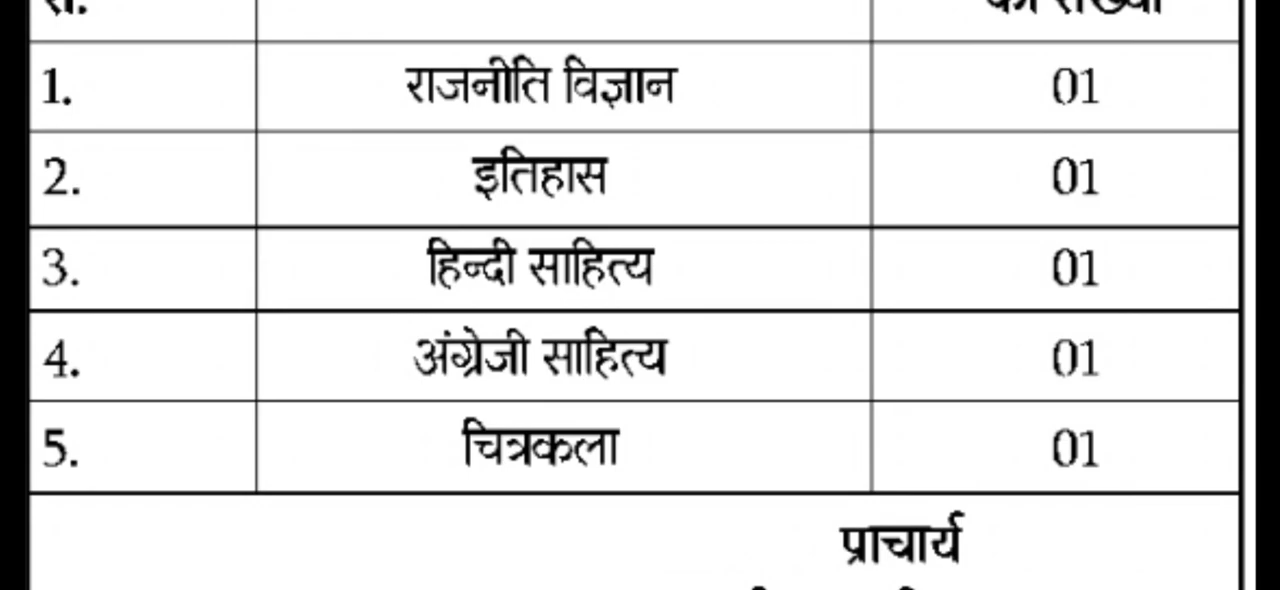 की संख्या
1. राजनीति विज्ञान 01
2. इतिहास 01
3. हिन्दी साहित्य 01
4. अंग्रेजी साहित्य 01
5. चित्रकला 01
प्राचार्य